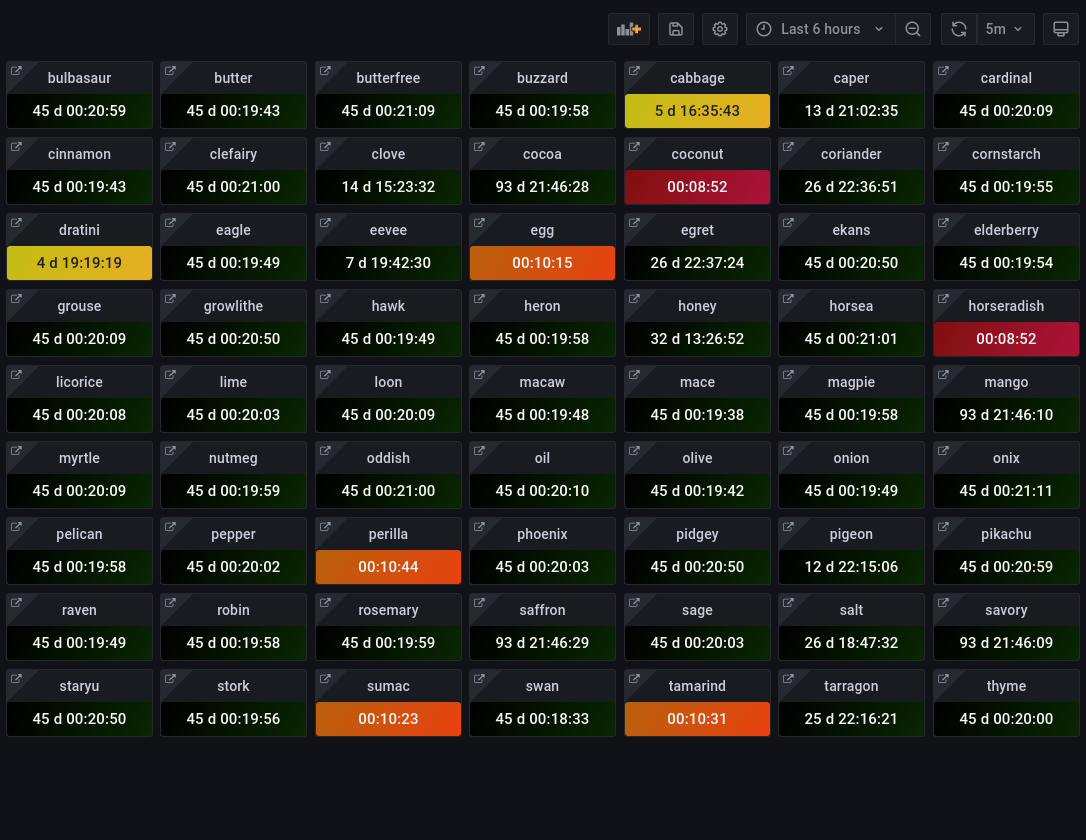 Last 6 hours 5m
bulbasaur butter butterfree buzzard cabbage caper cardinal
45 d 00:20:59 45 d 00:19:43 45 d 00:21:09 45 d 00:19:58 5 d 16:35:43 13 d 21:02:35 45 d 00:20:09
cinnamon clefairy clove cocoa coconut coriander cornstarch
45 d 00:19:43 45 d 00:21:00 14 d 15:23:32 93 d 21:46:28 00:08:52 26 d 22:36:51 45 d 00:19:55
dratini eagle eevee egg egret ekans elderberry
4 d 19:19:19 45 d 00:19:49 7 d 19:42:30 00:10:15 26 d 22:37:24 45 d 00:20:50 45 d 00:19:54
grouse growlithe hawk heron honey horsea horseradish
45 d 00:20:09 45 d 00:20:50 45 d 00:19:49 45 d 00:19:58 32 d 13:26:52 45 d 00:21:01 00:08:52
licorice lime loon macaw mace magpie mango
45 d 00:20:08 45 d 00:20:03 45 d 00:20:09 45 d 00:19:48 45 d 00:19:38 45 d 00:19:58 93 d 21:46:10
myrtle nutmeg oddish oil olive onion onix
45 d 00:20:09 45 d 00:19:59 45 d 00:21:00 45 d 00:20:10 45 d 00:19:42 45 d 00:19:49 45 d 00:21:11
pelican pepper perilla phoenix pidgey pigeon pikachu
45 d 00:19:58 45 d 00:20:02 00:10:44 45 d 00:20:03 45 d 00:20:50 12 d 22:15:06 45 d 00:20:59
raven robin rosemary saffron sage salt savory
45 d 00:19:49 45 d 00:19:58 45 d 00:19:59 93 d 21:46:29 45 d 00:20:03 26 d 18:47:32 93 d 21:46:09
staryu stork sumac swan tamarind tarragon thyme
45 d 00:20:50 45 d 00:19:56 00:10:23 45 d 00:18:33 00:10:31 25 d 22:16:21 45 d 00:20:00